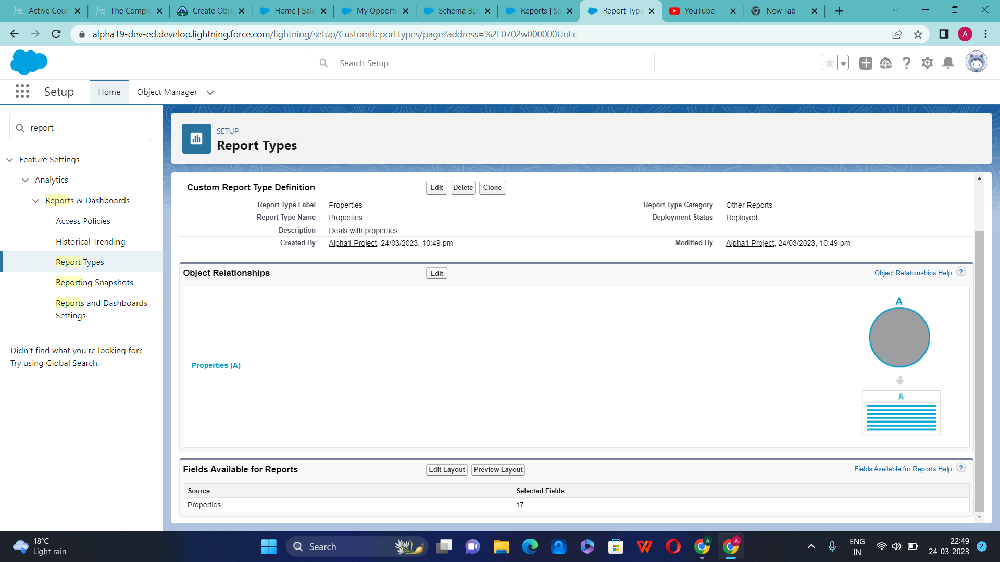 Active Cour
The Comple
Create Obje
Home | Sale
My Opportu
Schema Bui
Reports | Sa
Report Type
YouTube
New Tab
alpha19-dev-ed.develop.lightning.force.com/lightning/setup/CustomReportTypes/page?address=%2F0702w000000UoLc
A
Search Setup
Setup
Home
Object Manager
report
Feature Settings
Analytics
Reports & Dashboards
Access Policies
Historical Trending
Report Types
Reporting Snapshots
Reports and Dashboards
Settings
Didn't find what you're looking for?
Try using Global Search.
SETUP
Report Types
Custom Report Type Definition
Edit
Delete
Clone
Report Type Label
Properties
Report Type Category
Other Reports
Report Type Name
Properties
Deployment Status
Deployed
Description
Deals with properties.
Created By
Alpha1 Project, 24/03/2023, 10:49 pm
Modified By
Alpha1 Project, 24/03/2023, 10:49 pm
Object Relationships
Edit
Object Relationships Help
?
A
Properties (A)
A
Fields Available for Reports
Edit Layout
Preview Layout
Fields Available for Reports Help
?
Source
Selected Fields
Properties
17
18°C
Light rain
Search
A
A
ENG
IN
22:49
24-03-2023
2